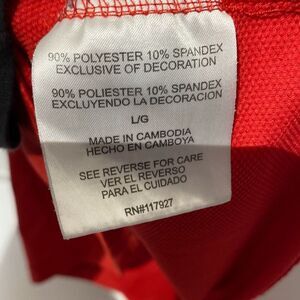 90% POLYESTER 10% SPANDEX
EXCLUSIVE OF DECORATION
90% POLIESTER 10% SPANDEX
EXCLUYENDO LA DECORACION
L/G
MADE IN CAMBODIA
HECHO EN CAMBOYA
SEE REVERSE FOR CARE
VER EL REVERSO
PARA EL CUIDADO
RN#117927